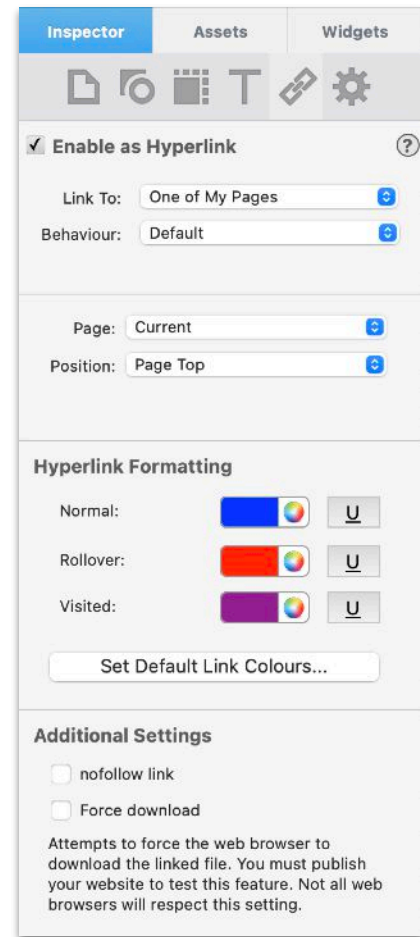 Inspector Assets Widgets
T
✓ Enable as Hyperlink ?
Link To: One of My Pages
Behaviour: Default
Page: Current
Position: Page Top
Hyperlink Formatting
Normal: U
Rollover: U
Visited: U
Set Default Link Colours...
Additional Settings
nofollow link
Force download
Attempts to force the web browser to
download the linked file. You must publish
your website to test this feature. Not all web
browsers will respect this setting.